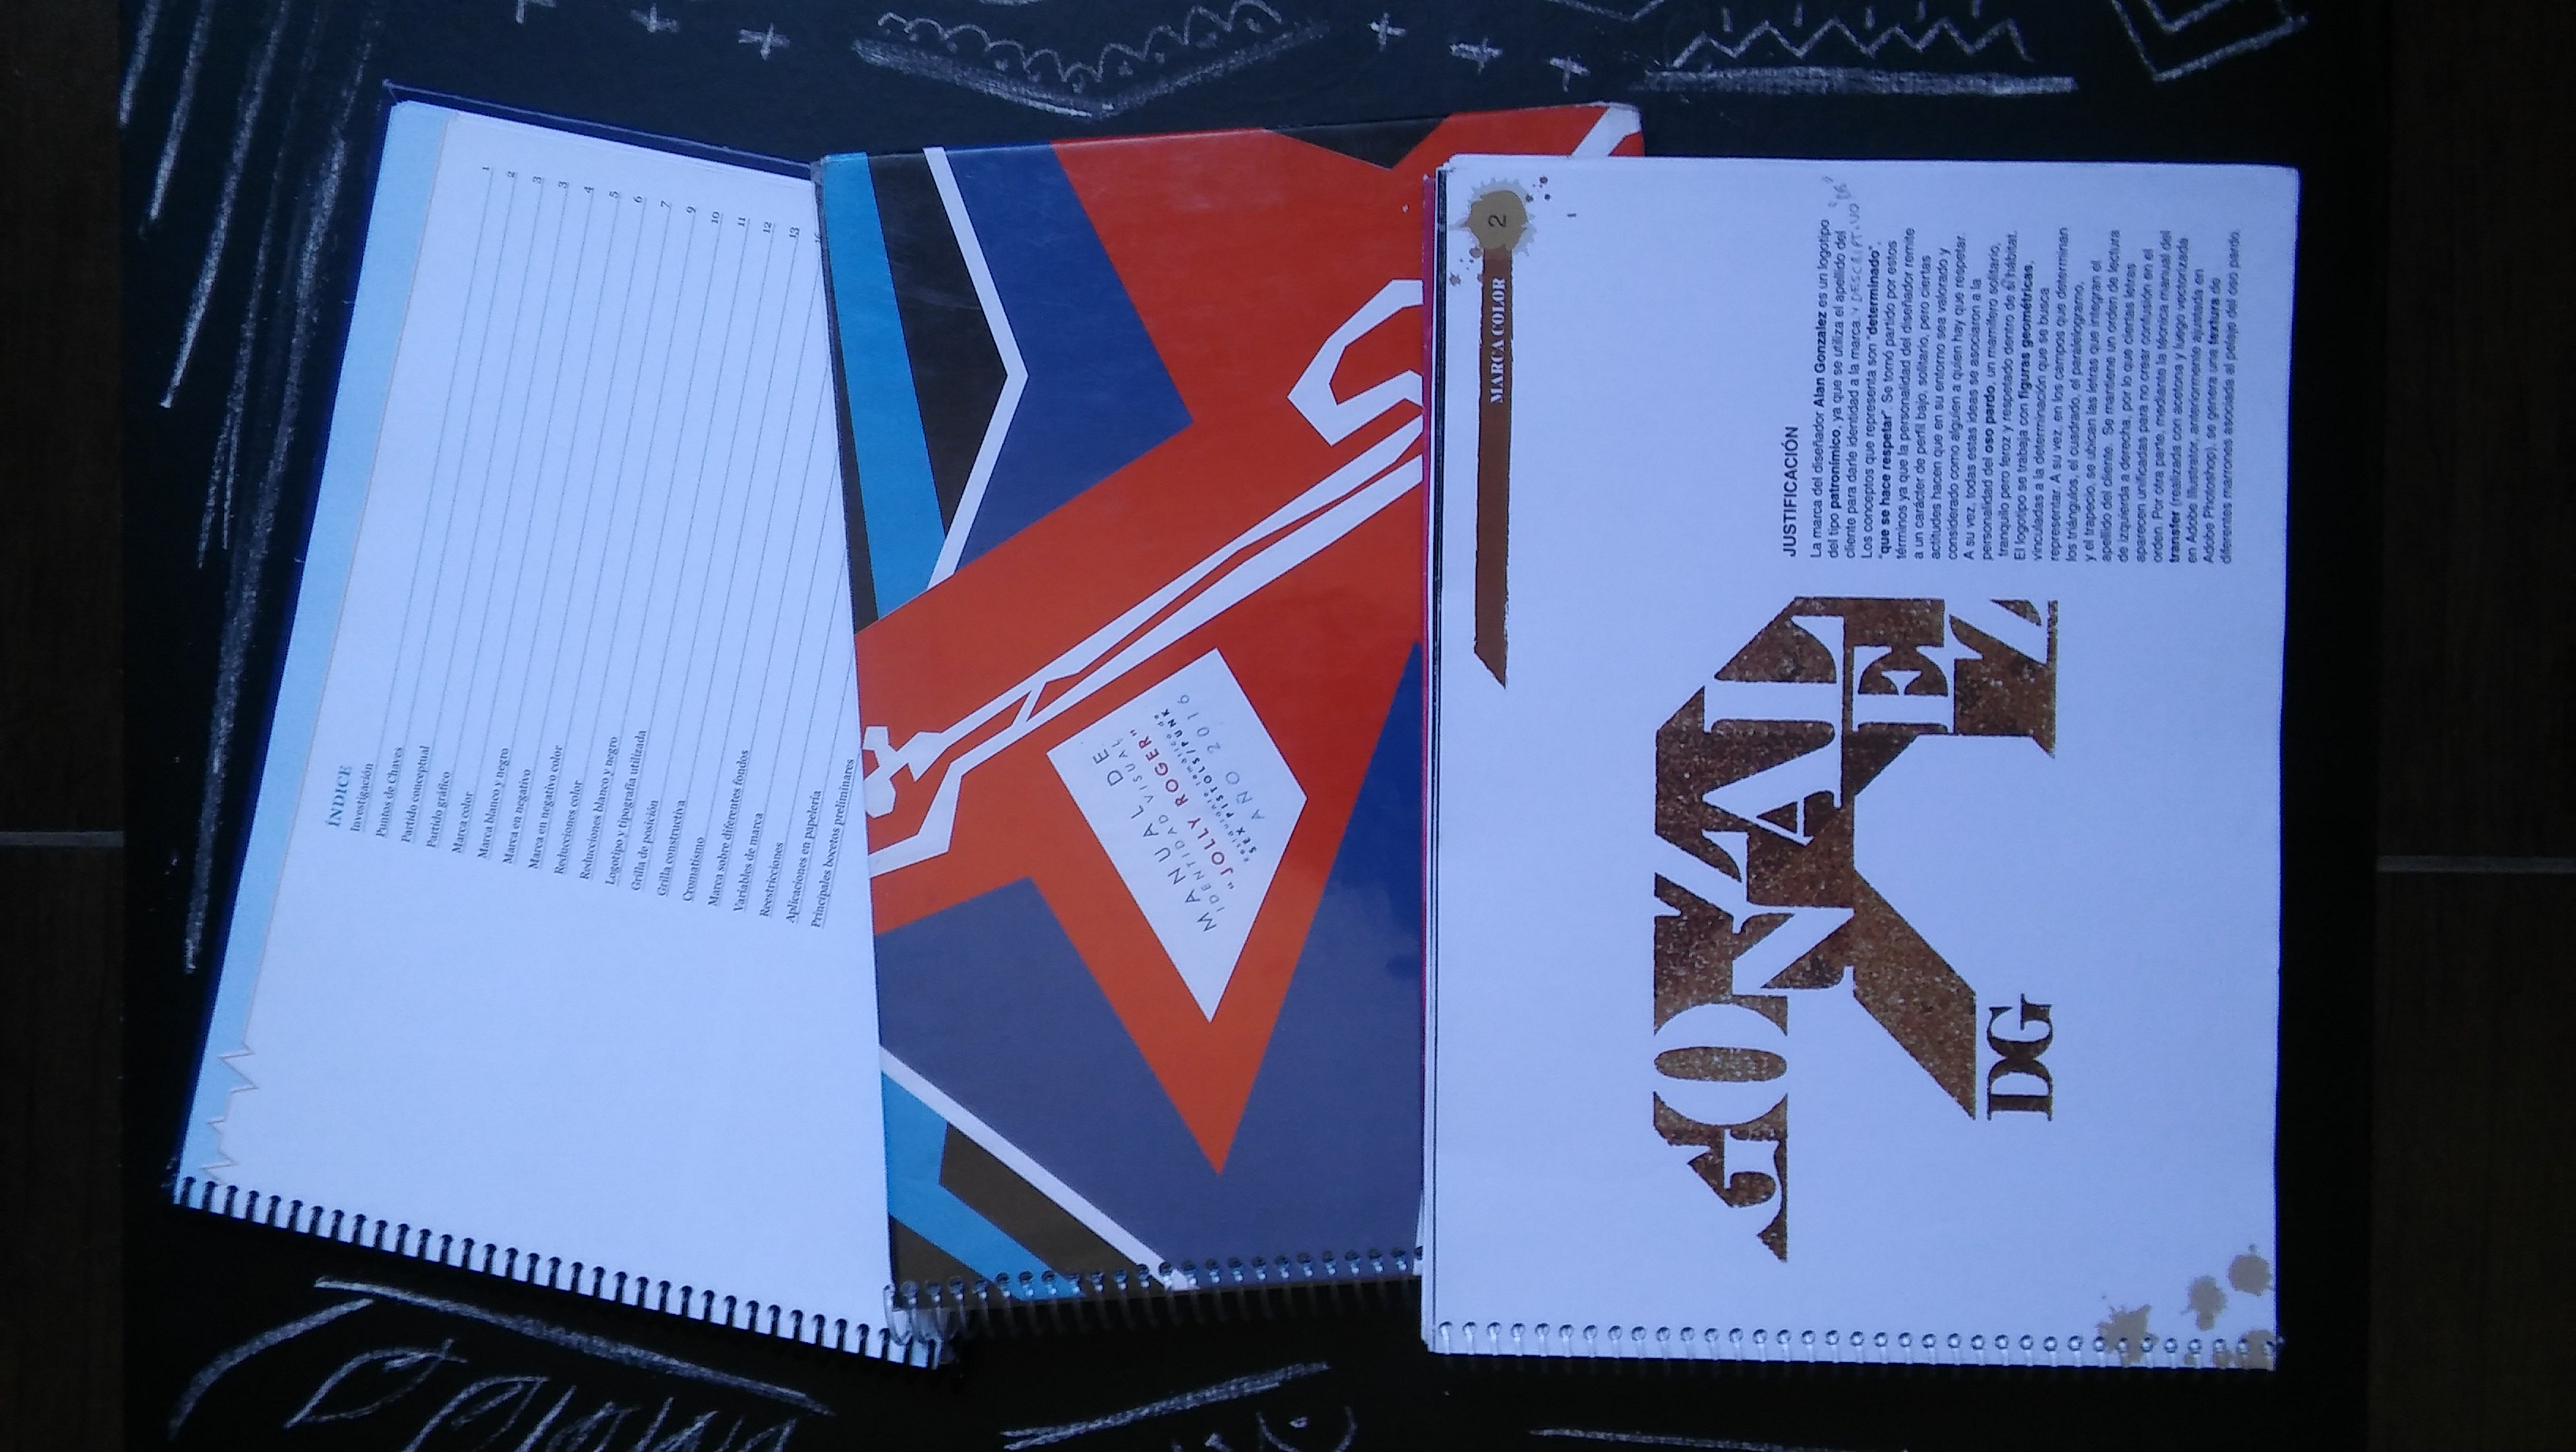 ÍNDICE
Investigación 1
Puntos de Chaves 2
Partido conceptual 3
Partido gráfico 3
Marca color 4
Marca blanco y negro 5
Marca en negativo 6
Marca en negativo color 7
Reducciones color 9
Reducciones blanco y negro 10
Logotipo y tipografía utilizada 11
Grilla de posición 12
Grilla constructiva 13
Cromatismo
Marca sobre diferentes fondos
Variables de marca
Reestricciones
Aplicaciones en papelería
Principales bocetos preliminares
MANUAL DE
IDENTIDAD VISUAL
"JOLLY ROGER"
restaurante temático de
SEX PISTOLS/PUNK
AÑO 2016
MARCA COLOR 2
GONZALEZ
DG
JUSTIFICACIÓN
La marca del diseñador Alan Gonzalez es un logotipo
del tipo patronímico, ya que se utiliza el apellido del
cliente para darle identidad a la marca. Y DESCRIPTIVO "DG"
Los conceptos que representa son "determinado",
"que se hace respetar". Se tomó partido por estos
términos ya que la personalidad del diseñador remite
a un carácter de perfil bajo, solitario, pero ciertas
actitudes hacen que en su entorno sea valorado y
considerado como alguien a quien hay que respetar.
A su vez, todas estas ideas se asociaron a la
personalidad del oso pardo, un mamífero solitario,
tranquilo pero feroz y respetado dentro de hábitat.
El logotipo se trabaja con figuras geométricas,
vinculadas a la determinación que se busca
representar. A su vez, en los campos que determinan
los triángulos, el cuadrado, el paralelogramo,
y el trapecio, se ubican las letras que integran el
apellido del cliente. Se mantiene un orden de lectura
de izquierda a derecha, por lo que ciertas letras
aparecen unificadas para no crear confusión en el
orden. Por otra parte, mediante la técnica manual del
transfer (realizada con acetona y luego vectorizada
en Adobe Illustrator, anteriormente ajustada en
Adobe Photoshop), se genera una textura de
diferentes marrones asociada al pelaje del oso pardo.